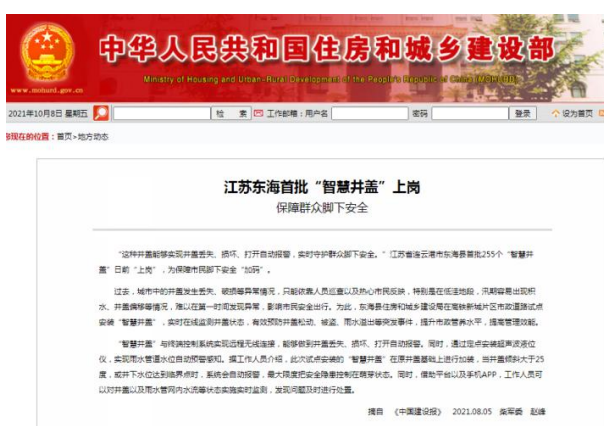 中华人民共和国住房和城乡建设部
Ministry of Housing and Urban-Rural Development of the People's Republic of China (MOHURD)
www.mohurd.gov.cn
2021年10月8日 星期五 检 索 工作邮箱：用户名 密码 登录 设为首页
您现在的位置：首页>地方动态
江苏东海首批“智慧井盖”上岗
保障群众脚下安全
“这种井盖能够实现井盖丢失、损坏、打开自动报警，实时守护群众脚下安全。”江苏省连云港市东海县首批255个“智慧井
盖”日前“上岗”，为保障市民脚下安全“加码”。
过去，城市中的井盖发生丢失、破损等异常情况，只能依靠人员巡查以及热心市民反映，特别是在低洼地段，汛期容易出现积
水、井盖偏移等情况，难以在第一时间发现异常，影响市民安全出行。为此，东海县住房和城乡建设局在高铁新城片区市政道路试点
安装“智慧井盖”，实时在线监测井盖状态，有效预防井盖松动、被盗、雨水溢出等突发事件，提升市政管养水平，提高管理效能。
“智慧井盖”与终端控制系统实现远程无线连接，能够做到井盖丢失、损坏、打开自动报警。同时，通过定点安装超声波液位
仪，实现雨水管道水位自动预警感知。据工作人员介绍，此次试点安装的“智慧井盖”在原井盖基础上进行加装，当井盖倾斜大于25
度，或井下水位达到临界点时，系统会自动报警，最大限度把安全隐患控制在萌芽状态。同时，借助平台以及手机APP，工作人员可
以对井盖以及雨水管网内水流等状态实施实时监测，发现问题及时进行处置。
摘自 《中国建设报》 2021.08.05 柴军委 赵峰